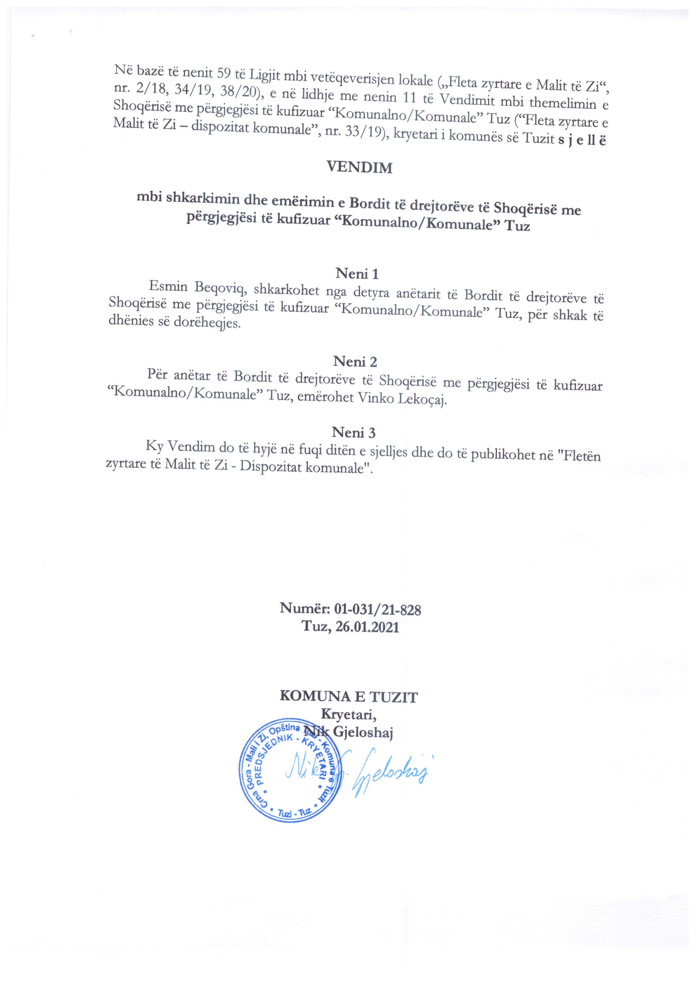 Në bazë të nenit 59 të Ligjit mbi vetëqeverisjen lokale („Fleta zyrtare e Malit të Zi“,
nr. 2/18, 34/19, 38/20), e në lidhje me nenin 11 të Vendimit mbi themelimin e
Shoqërisë me përgjegjësi të kufizuar “Komunalno/Komunale” Tuz (“Fleta zyrtare e
Malit të Zi – dispozitat komunale”, nr. 33/19), kryetari i komunës së Tuzit s j e ll ë
VENDIM
mbi shkarkimin dhe emërimin e Bordit të drejtorëve të Shoqërisë me
përgjegjësi të kufizuar “Komunalno/Komunale” Tuz
Neni 1
Esmin Beqoviq, shkarkohet nga detyra anëtarit të Bordit të drejtorëve të
Shoqërisë me përgjegjësi të kufizuar “Komunalno/Komunale” Tuz, për shkak të
dhënies së dorëheqjes.
Neni 2
Për anëtar të Bordit të drejtorëve të Shoqërisë me përgjegjësi të kufizuar
“Komunalno/Komunale” Tuz, emërohet Vinko Lekoçaj.
Neni 3
Ky Vendim do të hyjë në fuqi ditën e sjelljes dhe do të publikohet në "Fletën
zyrtare të Malit të Zi - Dispozitat komunale".
Numër: 01-031/21-828
Tuz, 26.01.2021
KOMUNA E TUZIT
Kryetari,
Nik Gjeloshaj
Crna Gora - Mali i Zi, Opština Tuzi - Komuna e Tuzit
PREDSJEDNIK - KRYETARI
Tuzi - Tuz
Nik Gjeloshaj